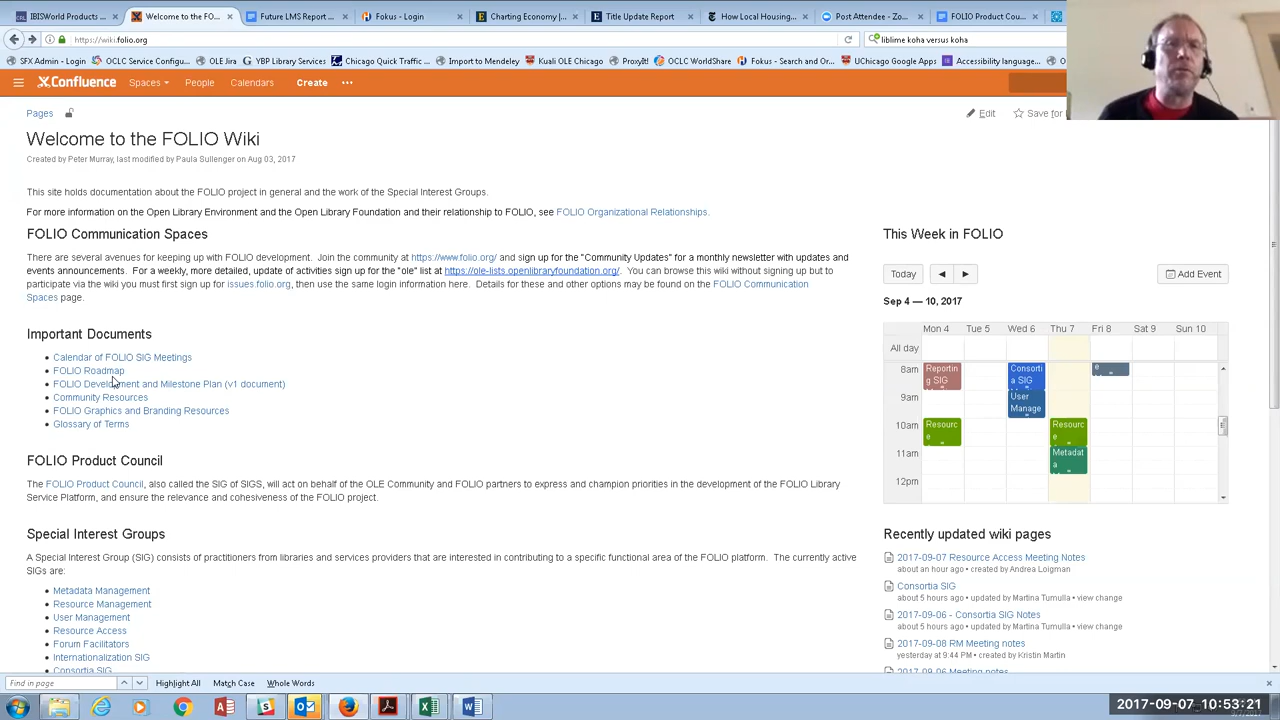 IBISWorld Products ...
Welcome to the FO...
Future LMS Report ...
Fokus - Login
Charting Economy |...
Title Update Report
How Local Housing...
Post Attendee - Zo...
FOLIO Product Cou...
https://wiki.folio.org
liblime koha versus koha
SFX Admin - Login
OCLC Service Configu...
OLE Jira
YBP Library Services
Chicago Quick Traffic ...
Import to Mendeley
Kuali OLE Chicago
ProxyIt!
OCLC WorldShare
Fokus - Search and Or...
UChicago Google Apps
Accessibility language...
Confluence
Spaces
People
Calendars
Create
Pages
Edit
Save for
Welcome to the FOLIO Wiki
Created by Peter Murray, last modified by Paula Sullenger on Aug 03, 2017
This site holds documentation about the FOLIO project in general and the work of the Special Interest Groups.
For more information on the Open Library Environment and the Open Library Foundation and their relationship to FOLIO, see FOLIO Organizational Relationships.
FOLIO Communication Spaces
There are several avenues for keeping up with FOLIO development. Join the community at https://www.folio.org/ and sign up for the "Community Updates" for a monthly newsletter with updates and
events announcements. For a weekly, more detailed, update of activities sign up for the "ole" list at https://ole-lists.openlibraryfoundation.org/. You can browse this wiki without signing up but to
participate via the wiki you must first sign up for issues.folio.org, then use the same login information here. Details for these and other options may be found on the FOLIO Communication
Spaces page.
Important Documents
Calendar of FOLIO SIG Meetings
FOLIO Roadmap
FOLIO Development and Milestone Plan (v1 document)
Community Resources
FOLIO Graphics and Branding Resources
Glossary of Terms
FOLIO Product Council
The FOLIO Product Council, also called the SIG of SIGS, will act on behalf of the OLE Community and FOLIO partners to express and champion priorities in the development of the FOLIO Library
Service Platform, and ensure the relevance and cohesiveness of the FOLIO project.
Special Interest Groups
A Special Interest Group (SIG) consists of practitioners from libraries and services providers that are interested in contributing to a specific functional area of the FOLIO platform. The currently active
SIGs are:
Metadata Management
Resource Management
User Management
Resource Access
Forum Facilitators
Internationalization SIG
Consortia SIG
This Week in FOLIO
Today
Add Event
Sep 4 — 10, 2017
Mon 4 Tue 5 Wed 6 Thu 7 Fri 8 Sat 9 Sun 10
All day
8am
Reportin
g SIG
Consorti
a SIG
e
9am
User
Manage
10am
Resourc
e
Resourc
e
11am
Metadat
a
12pm
Recently updated wiki pages
2017-09-07 Resource Access Meeting Notes
about an hour ago • created by Andrea Loigman
Consortia SIG
about 5 hours ago • updated by Martina Tumulla • view change
2017-09-06 - Consortia SIG Notes
about 5 hours ago • updated by Martina Tumulla • view change
2017-09-08 RM Meeting notes
yesterday at 9:44 PM • created by Kristin Martin
2017-09-06 Meeting notes
Find in page
Highlight All
Match Case
Whole Words
2017-09-07 10:53:21